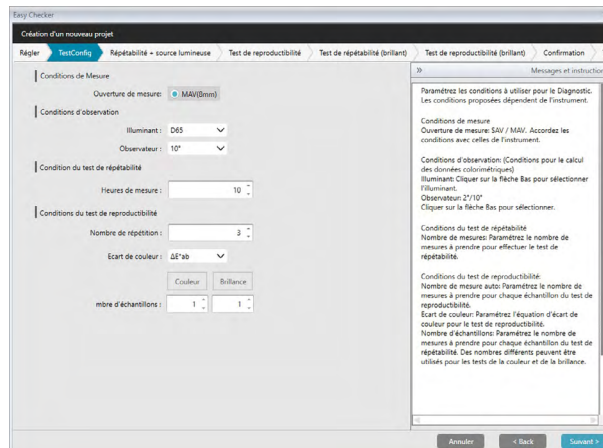 Easy Checker
Création d'un nouveau projet
Régler TestConfig Répétabilité + source lumineuse Test de reproductibilité Test de répétabilité (brillant) Test de reproductibilité (brillant) Confirmation
Conditions de Mesure
Ouverture de mesure: MAV(8mm)
Conditions d'observation
Illuminant : D65
Observateur : 10°
Condition du test de répétabilité
Heures de mesure : 10
Conditions du test de reproductibilité
Nombre de répétition : 3
Ecart de couleur : ΔE*ab
Couleur Brillance
mbre d'échantillons : 1 1
» Messages et instruction
Paramétrez les conditions à utiliser pour le Diagnostic.
Les conditions proposées dépendent de l'instrument.
Conditions de mesure
Ouverture de mesure: SAV / MAV. Accordez les
conditions avec celles de l'instrument.
Conditions d'observation: (Conditions pour le calcul
des données colorimétriques)
Illuminant: Cliquer sur la flèche Bas pour sélectionner
l'illuminant.
Observateur: 2°/10°
Cliquer sur la flèche Bas pour sélectionner.
Conditions du test de répétabilité
Nombre de mesures: Paramétrez le nombre de
mesures à prendre pour effectuer le test de
répétabilité.
Conditions du test de reproductibilité:
Nombre de mesure auto: Paramétrez le nombre de
mesures à prendre pour chaque échantillon du test de
reproductibilité.
Ecart de couleur: Paramétrez l'équation d'écart de
couleur pour le test de reproductibilité.
Nombre d'échantillons: Paramétrez le nombre de
mesures à prendre pour chaque échantillon du test de
répétabilité. Des nombres différents peuvent être
utilisés pour les tests de la couleur et de la brillance.
Annuler < Back Suivant >